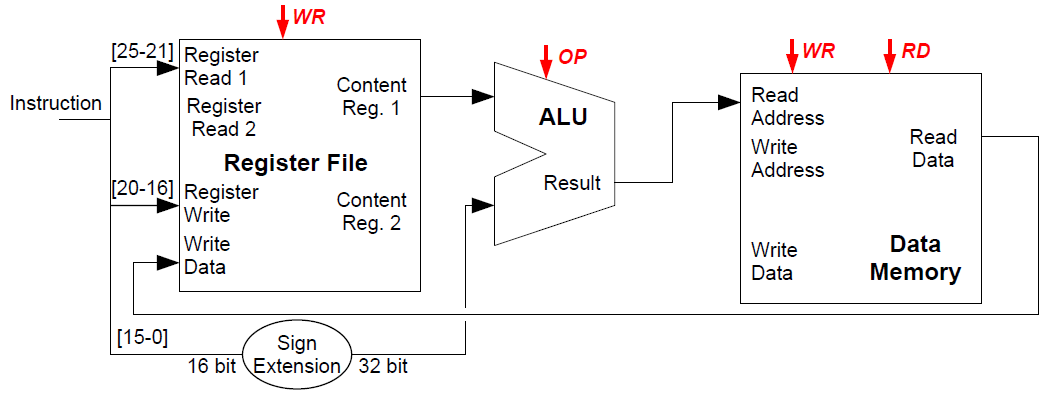 WR
[25-21]
Register
Read 1
Instruction
Register
Read 2
Content
Reg. 1
Register File
[20-16]
Register
Write
Content
Reg. 2
Write
Data
[15-0]
16 bit
Sign
Extension
32 bit
OP
ALU
Result
WR
RD
Read
Address
Write
Address
Read
Data
Write
Data
Data
Memory